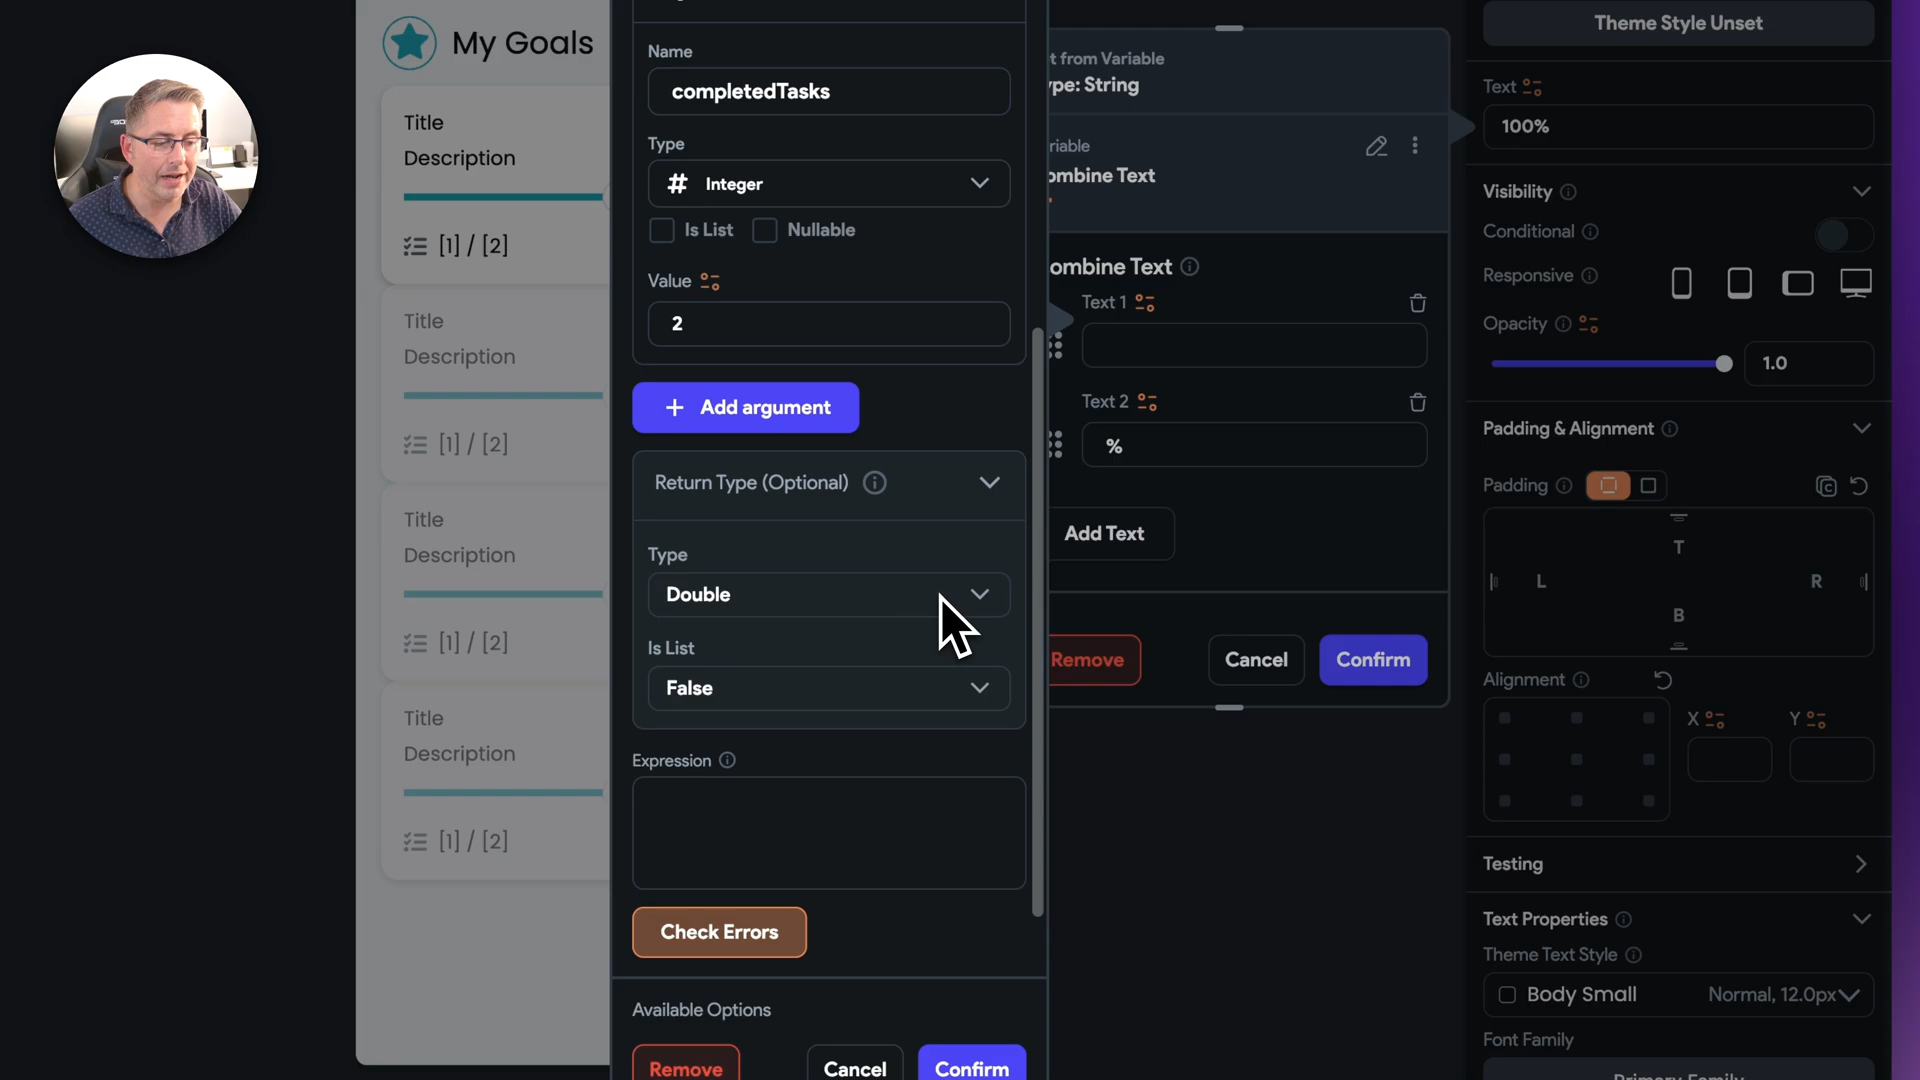 My Goals
Title
Description
[1] / [2]
Title
Description
[1] / [2]
Title
Description
[1] / [2]
Title
Description
[1] / [2]
Name
completedTasks
Type
# Integer
Is List
Nullable
Value
2
+ Add argument
Return Type (Optional)
Type
Double
Is List
False
Expression
Check Errors
Available Options
Remove
Cancel
Confirm
t from Variable
ype: String
riable
ombine Text
ombine Text
Text 1
Text 2
%
Add Text
Remove
Cancel
Confirm
Theme Style Unset
Text
100%
Visibility
Conditional
Responsive
Opacity
1.0
Padding & Alignment
Padding
T
L
R
B
Alignment
X
Y
Testing
Text Properties
Theme Text Style
Body Small
Normal, 12.0px
Font Family
Primary Family